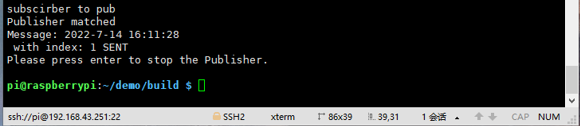 subscirber to pub
Publisher matched
Message: 2022-7-14 16:11:28
 with index: 1 SENT
Please press enter to stop the Publisher.
pi@raspberrypi:~/demo/build $
ssh://pi@192.168.43.251:22 SSH2 xterm 86x39 39,31 1 会话 CAP NUM